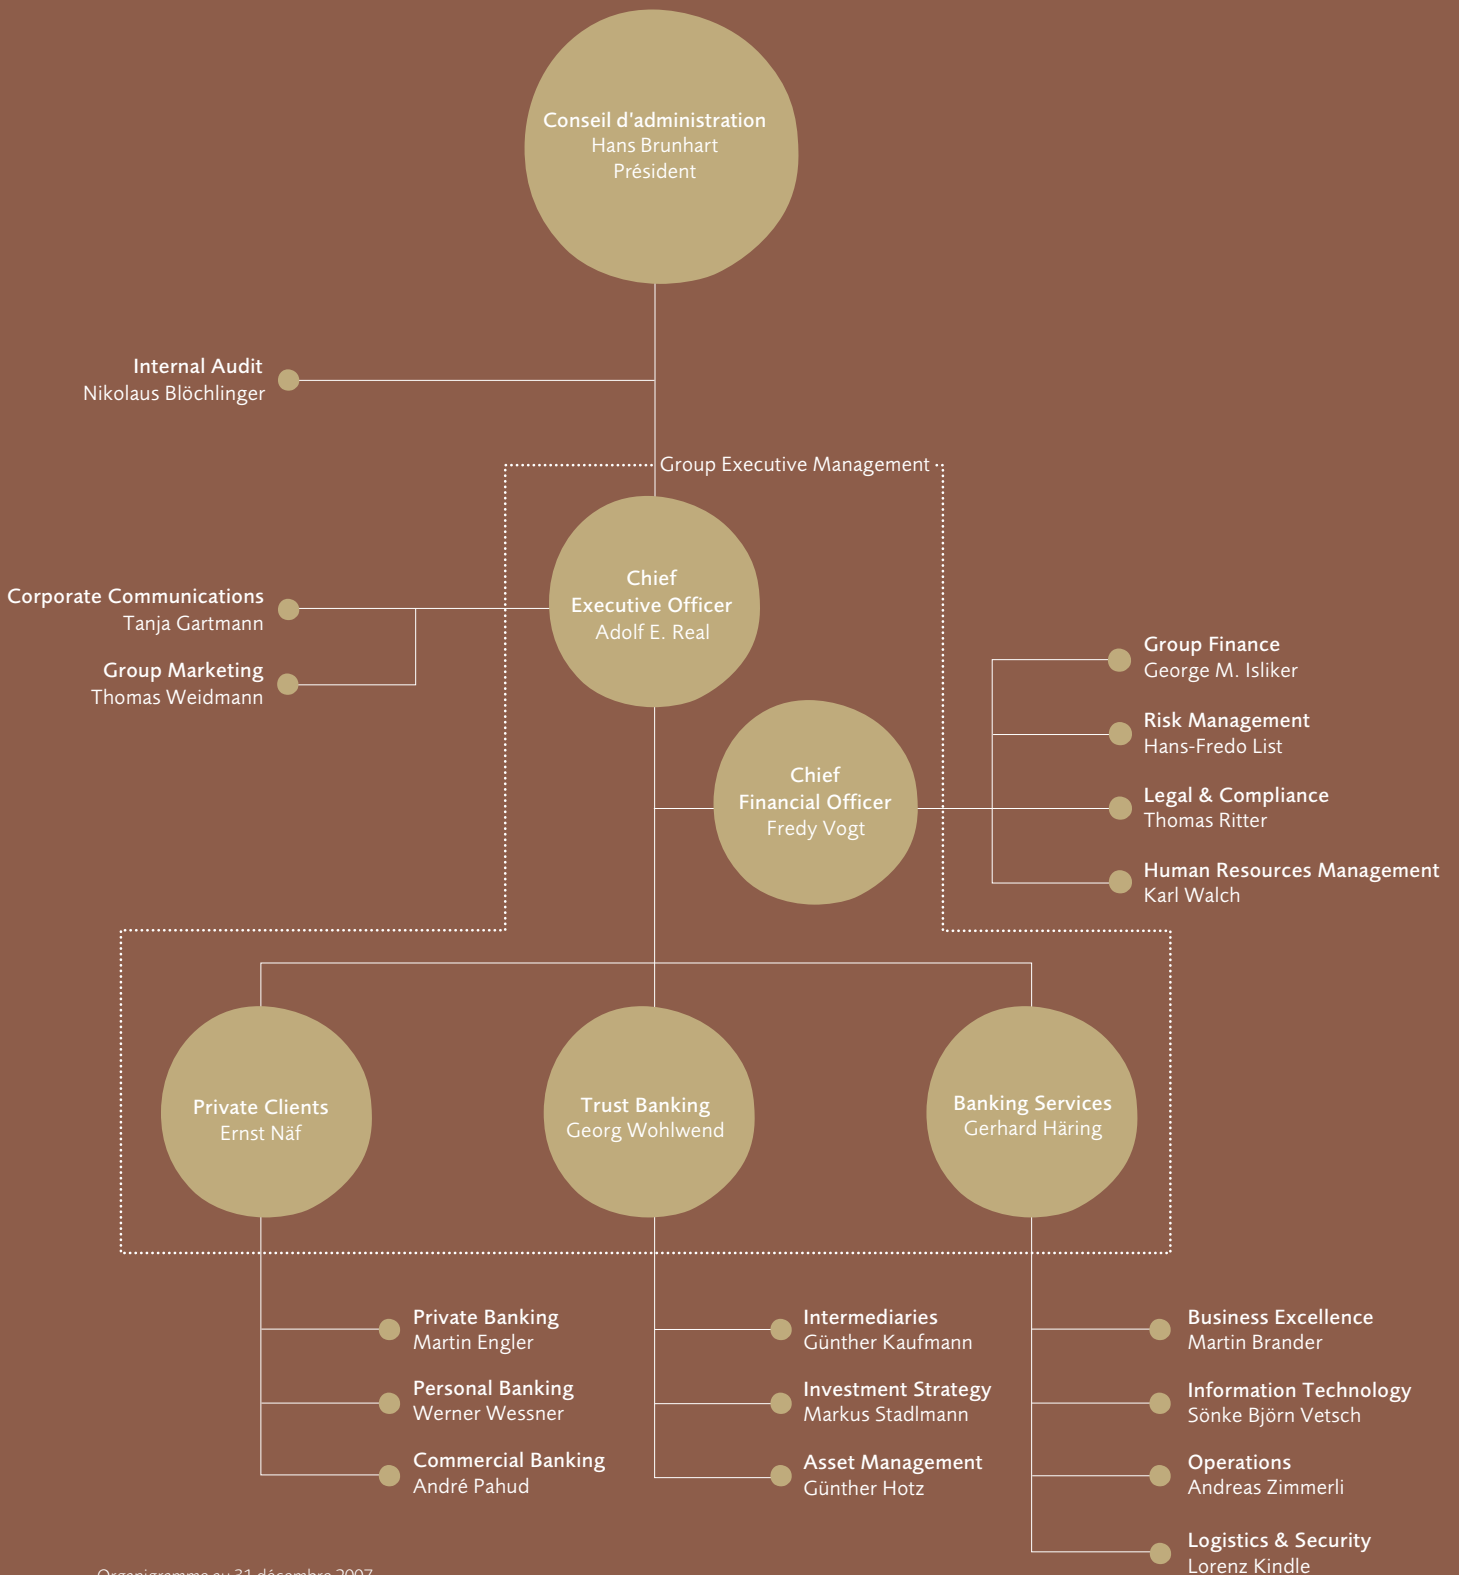 Conseil d'administration
Hans Brunhart
Président
Internal Audit
Nikolaus Blöchlinger
Group Executive Management
Chief
Executive Officer
Adolf E. Real
Corporate Communications
Tanja Gartmann
Group Marketing
Thomas Weidmann
Chief
Financial Officer
Fredy Vogt
Group Finance
George M. Isliker
Risk Management
Hans-Fredo List
Legal & Compliance
Thomas Ritter
Human Resources Management
Karl Walch
Private Clients
Ernst Näf
Trust Banking
Georg Wohlwend
Banking Services
Gerhard Häring
Private Banking
Martin Engler
Personal Banking
Werner Wessner
Commercial Banking
André Pahud
Intermediaries
Günther Kaufmann
Investment Strategy
Markus Stadlmann
Asset Management
Günther Hotz
Business Excellence
Martin Brander
Information Technology
Sönke Björn Vetsch
Operations
Andreas Zimmerli
Logistics & Security
Lorenz Kindle
Organigramme au 31 décembre 2007